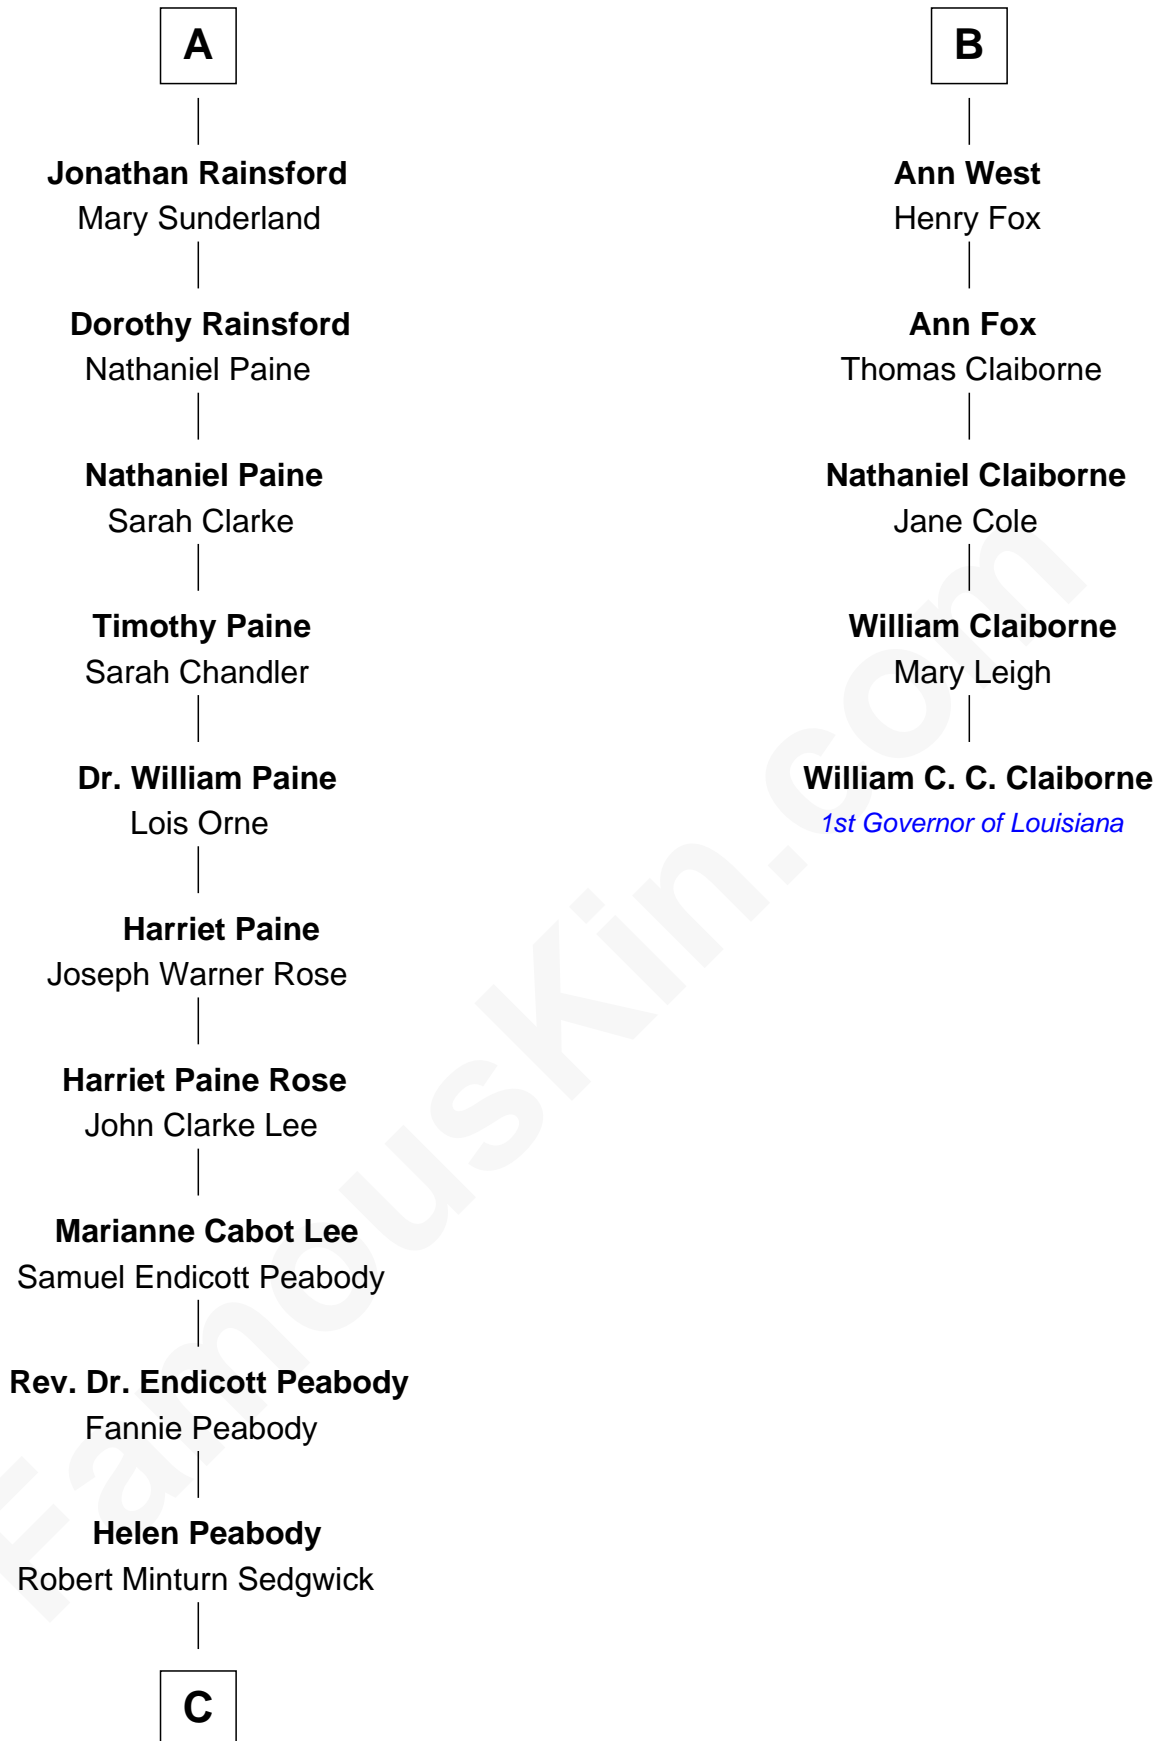 A
Jonathan Rainsford
Mary Sunderland
Dorothy Rainsford
Nathaniel Paine
Nathaniel Paine
Sarah Clarke
Timothy Paine
Sarah Chandler
Dr. William Paine
Lois Orne
Harriet Paine
Joseph Warner Rose
Harriet Paine Rose
John Clarke Lee
Marianne Cabot Lee
Samuel Endicott Peabody
Rev. Dr. Endicott Peabody
Fannie Peabody
Helen Peabody
Robert Minturn Sedgwick
C
B
Ann West
Henry Fox
Ann Fox
Thomas Claiborne
Nathaniel Claiborne
Jane Cole
William Claiborne
Mary Leigh
William C. C. Claiborne
1st Governor of Louisiana
FamousKin.com